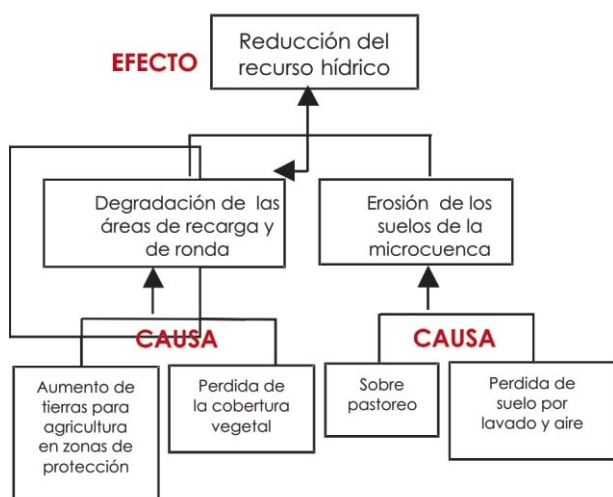 EFECTO
Reducción del
recurso hídrico
Degradación de las
áreas de recarga y
de ronda
Erosión de los
suelos de la
microcuenca
CAUSA
CAUSA
Aumento de
tierras para
agricultura
en zonas de
protección
Perdida de
la cobertura
vegetal
Sobre
pastoreo
Perdida de
suelo por
lavado y aire